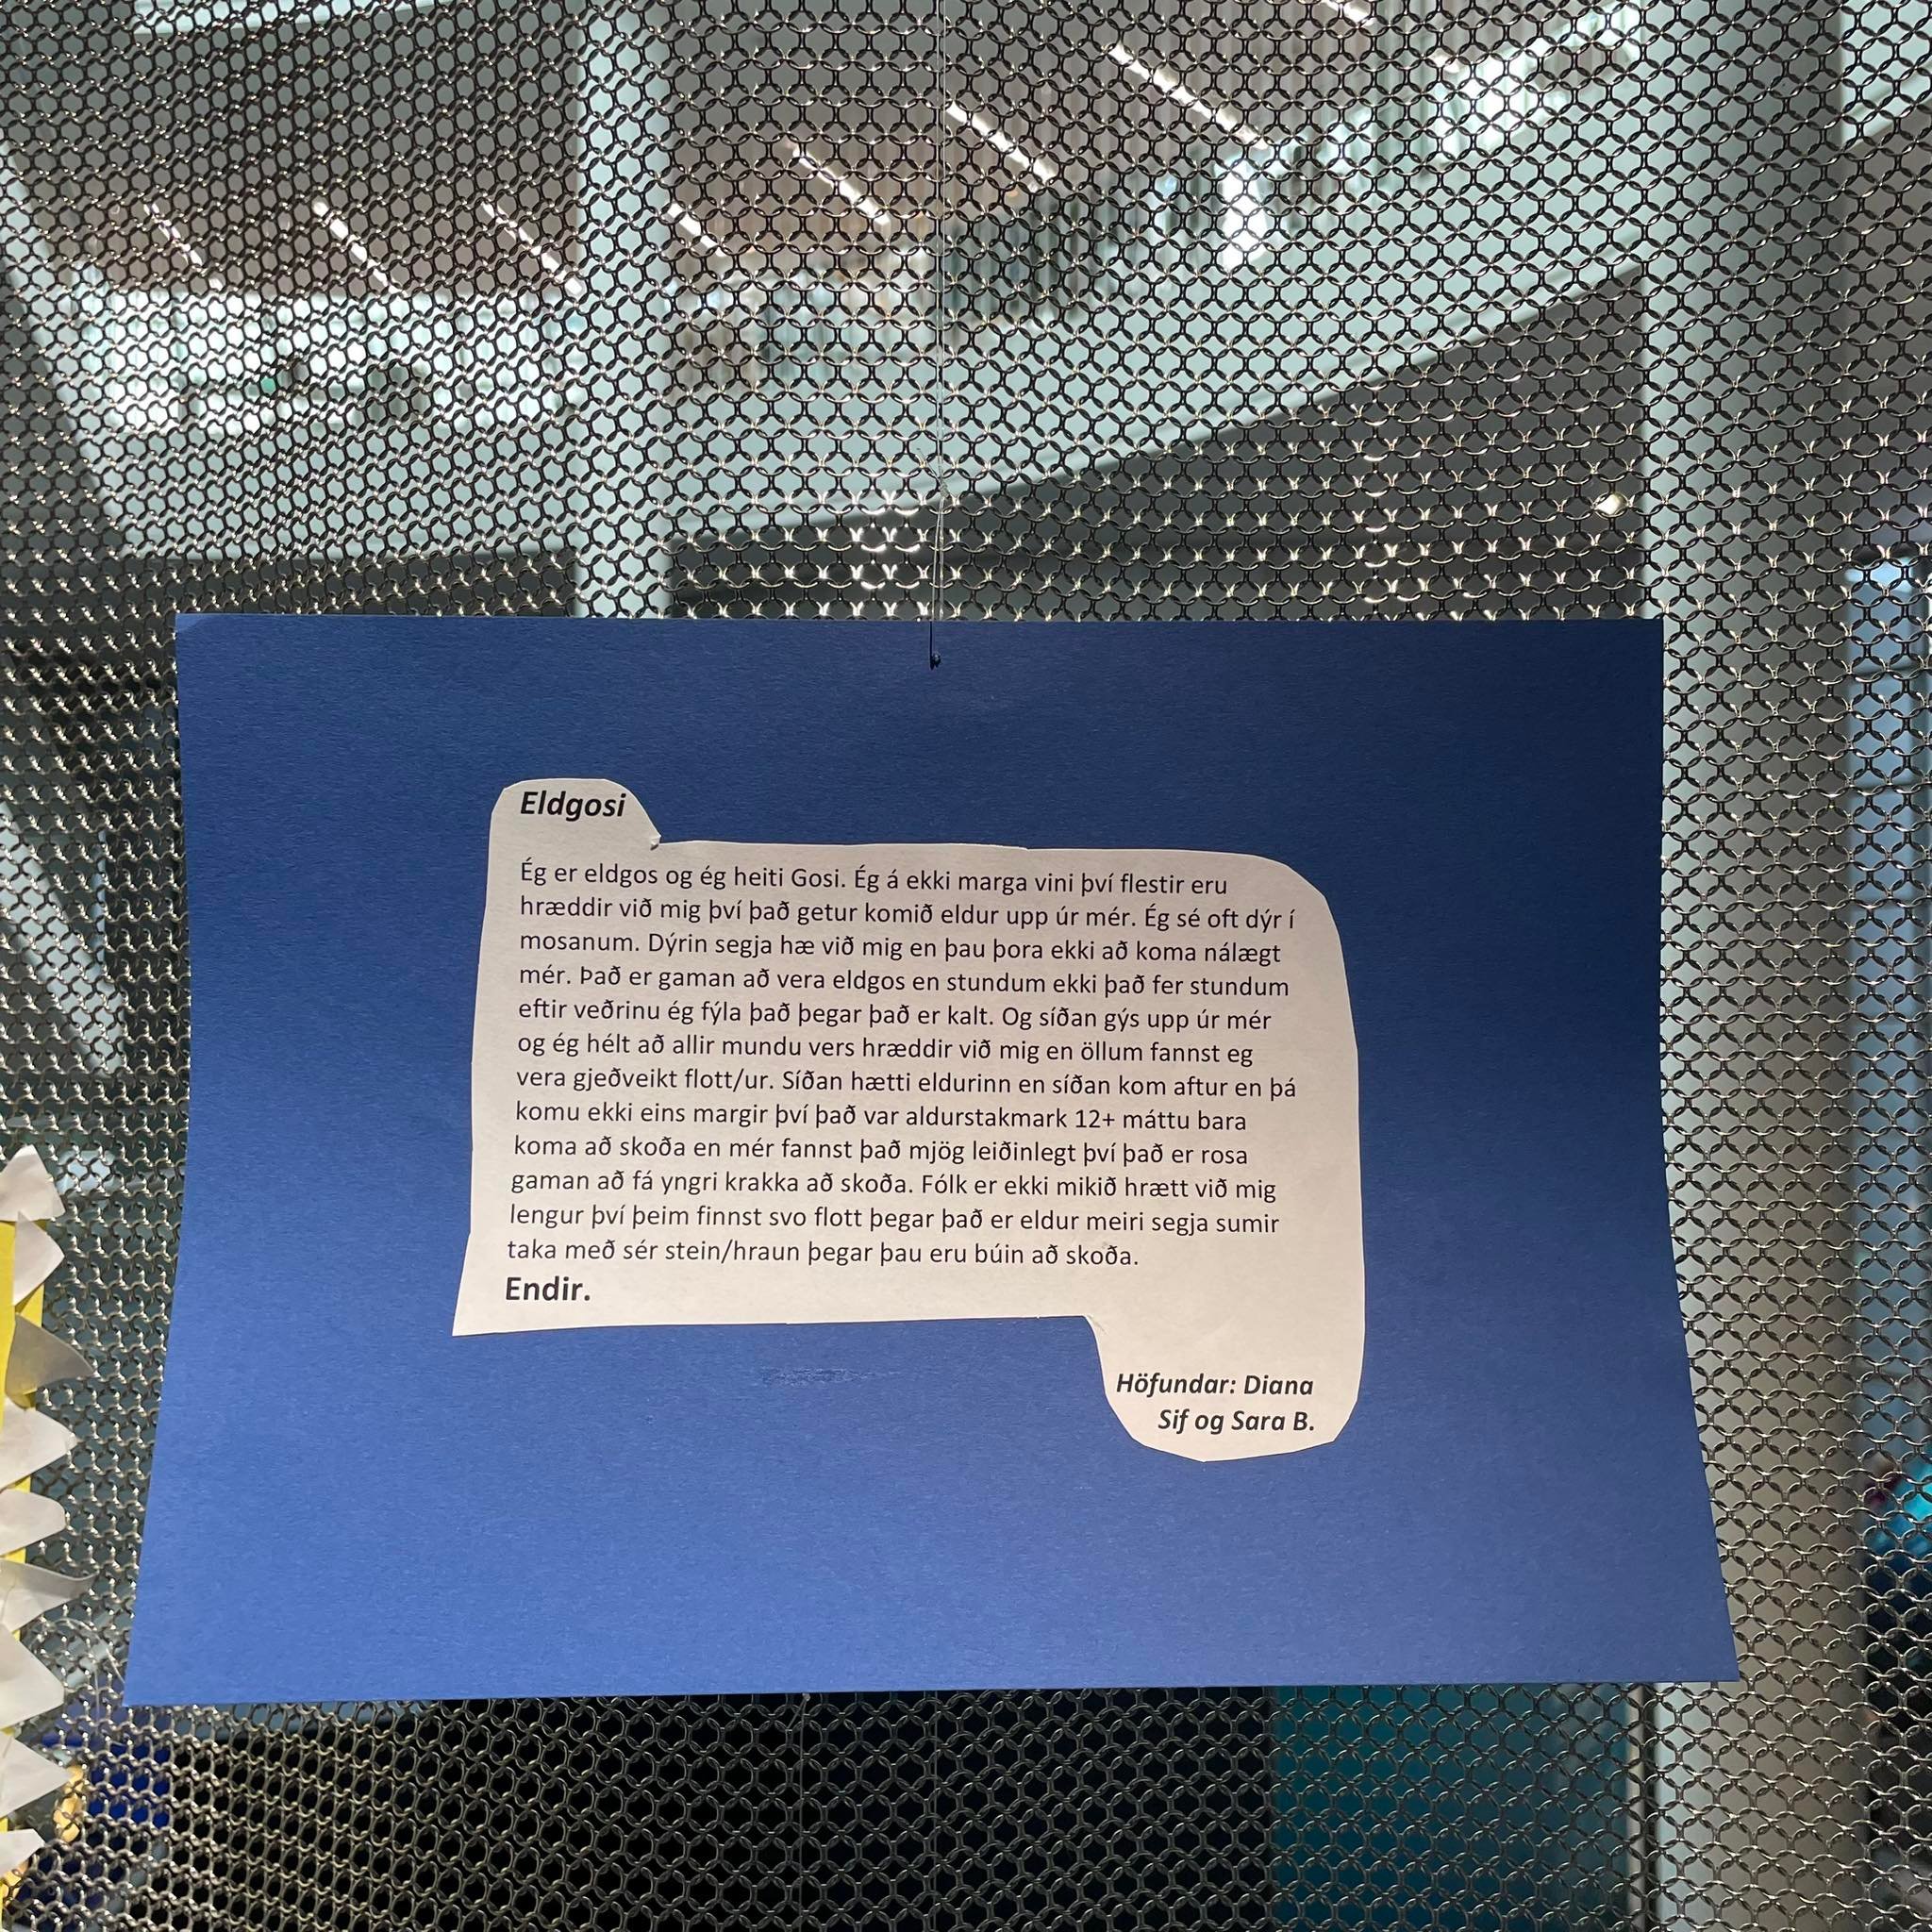 Eldgosi
Ég er eldgos og ég heiti Gosi. Ég á ekki marga vini því flestir eru
hræddir við mig því það getur komið eldur upp úr mér. Ég sé oft dýr í
mosanum. Dýrin segja hæ við mig en þau þora ekki að koma nálægt
mér. Það er gaman að vera eldgos en stundum ekki það fer stundum
eftir veðrinu ég fýla það þegar það er kalt. Og síðan gýs upp úr mér
og ég hélt að allir mundu vers hræddir við mig en öllum fannst eg
vera gjeðveikt flott/ur. Síðan hætti eldurinn en síðan kom aftur en þá
komu ekki eins margir því það var aldurstakmark 12+ máttu bara
koma að skoða en mér fannst það mjög leiðinlegt því það er rosa
gaman að fá yngri krakka að skoða. Fólk er ekki mikið hrætt við mig
lengur því þeim finnst svo flott þegar það er eldur meiri segja sumir
taka með sér stein/hraun þegar þau eru búin að skoða.
Endir.
Höfundar: Diana
Sif og Sara B.